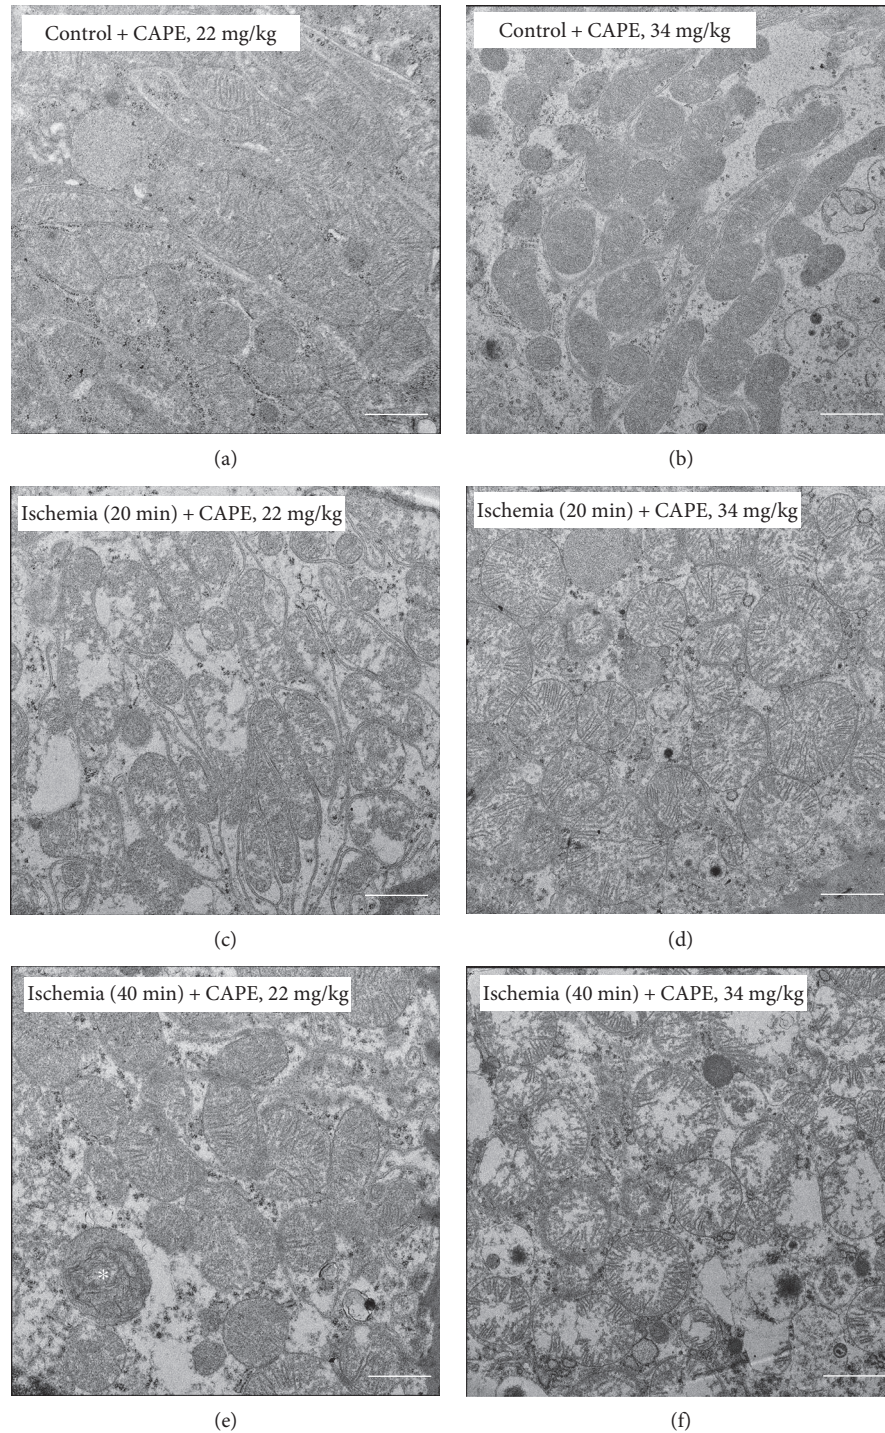 Control + CAPE, 22 mg/kg
Control + CAPE, 34 mg/kg
(a)
(b)
Ischemia (20 min) + CAPE, 22 mg/kg
Ischemia (20 min) + CAPE, 34 mg/kg
(c)
(d)
Ischemia (40 min) + CAPE, 22 mg/kg
Ischemia (40 min) + CAPE, 34 mg/kg
*
(e)
(f)